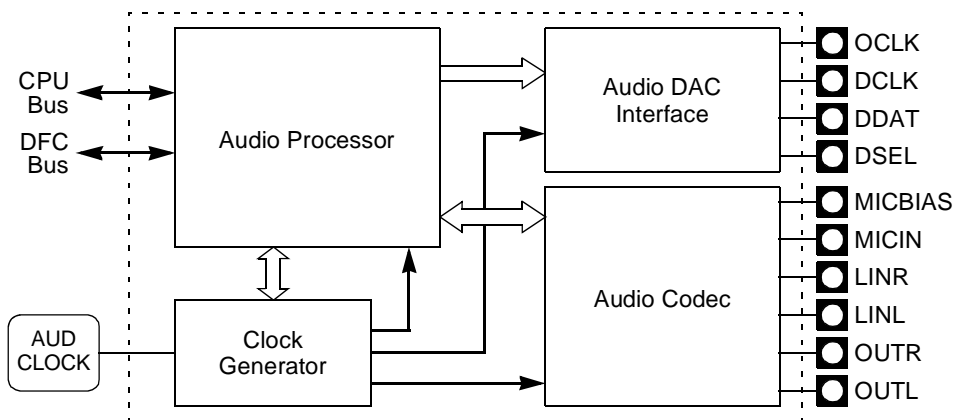 CPU
Bus
DFC
Bus
Audio Processor
Audio DAC
Interface
OCLK
DCLK
DDAT
DSEL
MICBIAS
MICIN
LINR
LINL
OUTR
OUTL
Audio Codec
AUD
CLOCK
Clock
Generator